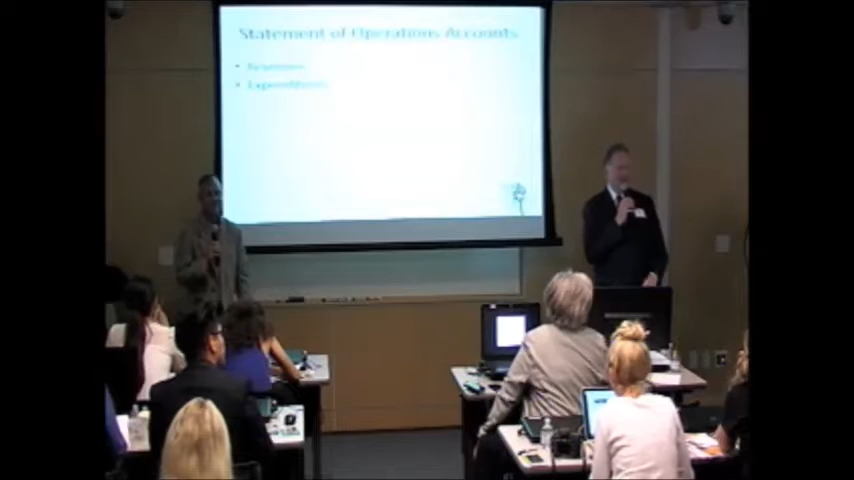 Statement of Operations Accounts
• Revenues
• Expenditures